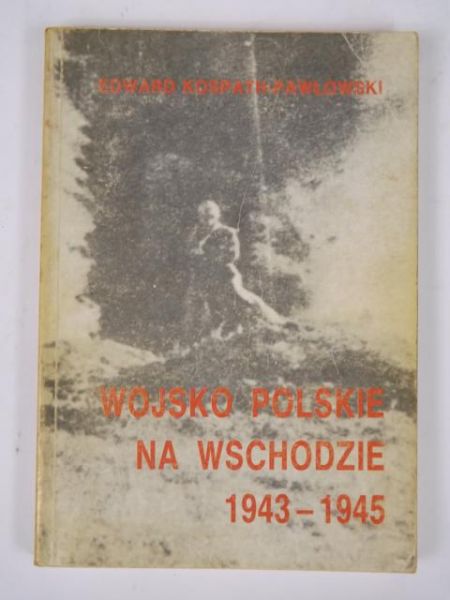 EDWARD KOSPATH-PAWŁOWSKI
WOJSKO POLSKIE
NA WSCHODZIE
1943 – 1945